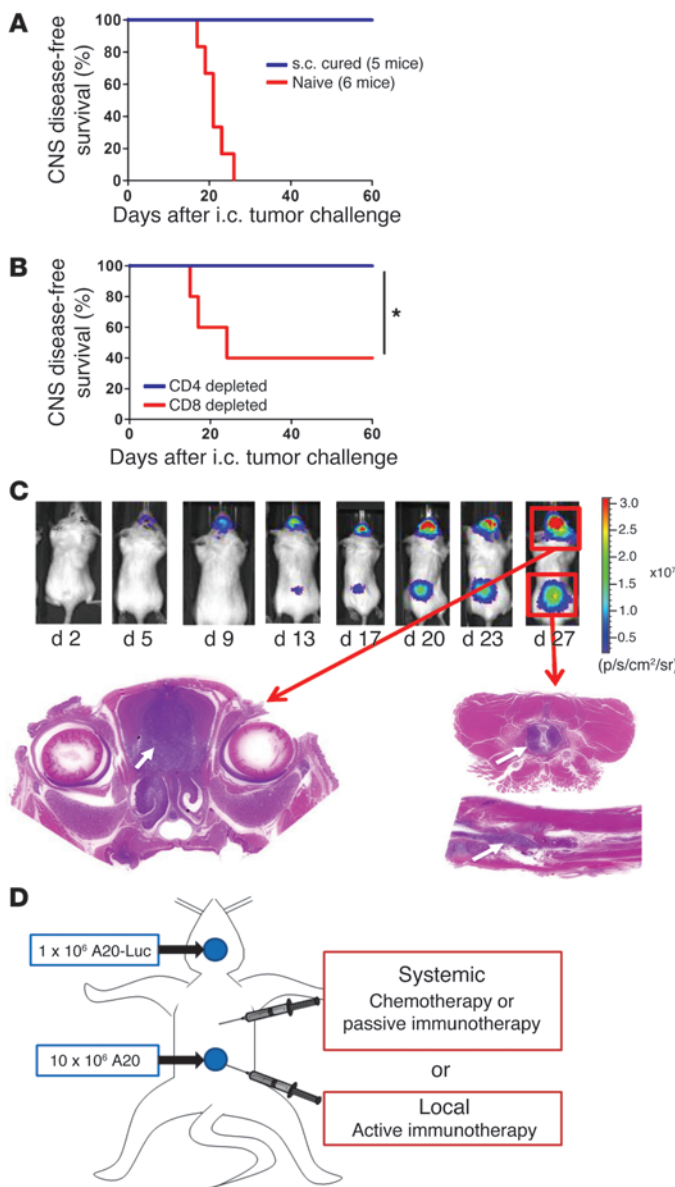 A
CNS disease-free
survival (%)
100
80
60
40
20
0
s.c. cured (5 mice)
Naive (6 mice)
0 20 40 60
Days after i.c. tumor challenge
B
CNS disease-free
survival (%)
100
80
60
40
20
0
*
CD4 depleted
CD8 depleted
0 20 40 60
Days after i.c. tumor challenge
C
d 2 d 5 d 9 d 13 d 17 d 20 d 23 d 27
3.0
2.5
2.0
x10⁷
1.5
1.0
0.5
(p/s/cm²/sr)
D
1 x 10⁶ A20-Luc
Systemic
Chemotherapy or
passive immunotherapy
10 x 10⁶ A20
or
Local
Active immunotherapy